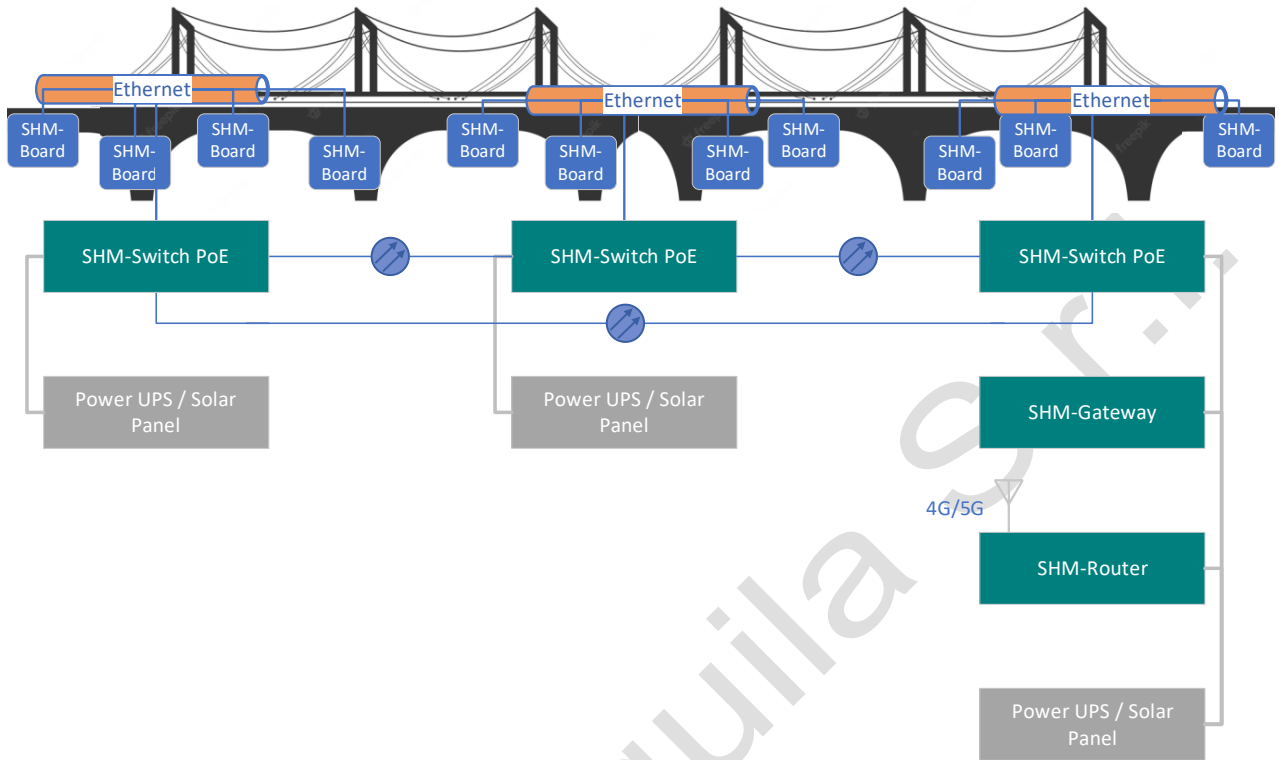 Ethernet
Ethernet
Ethernet
SHM-
Board
SHM-
Board
SHM-
Board
SHM-
Board
SHM-
Board
SHM-
Board
SHM-
Board
SHM-
Board
SHM-
Board
SHM-
Board
SHM-
Board
SHM-Switch PoE
SHM-Switch PoE
SHM-Switch PoE
Power UPS / Solar
Panel
Power UPS / Solar
Panel
SHM-Gateway
4G/5G
SHM-Router
Power UPS / Solar
Panel
uila S.r.l.